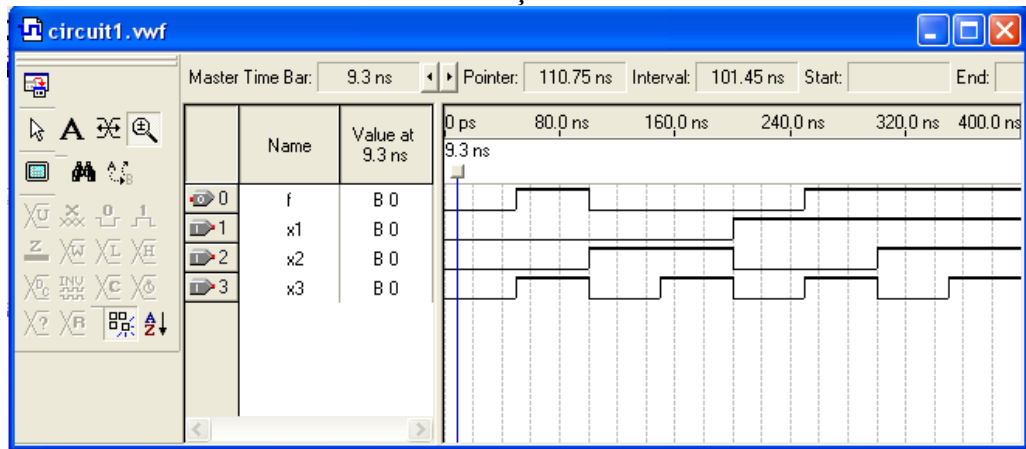 circuit1.vwf
Master Time Bar: 9.3 ns Pointer: 110.75 ns Interval: 101.45 ns Start: End:
Name
Value at
9.3 ns
0 ps 80.0 ns 160.0 ns 240.0 ns 320.0 ns 400.0 ns
9.3 ns
0 f B 0
1 x1 B 0
2 x2 B 0
3 x3 B 0